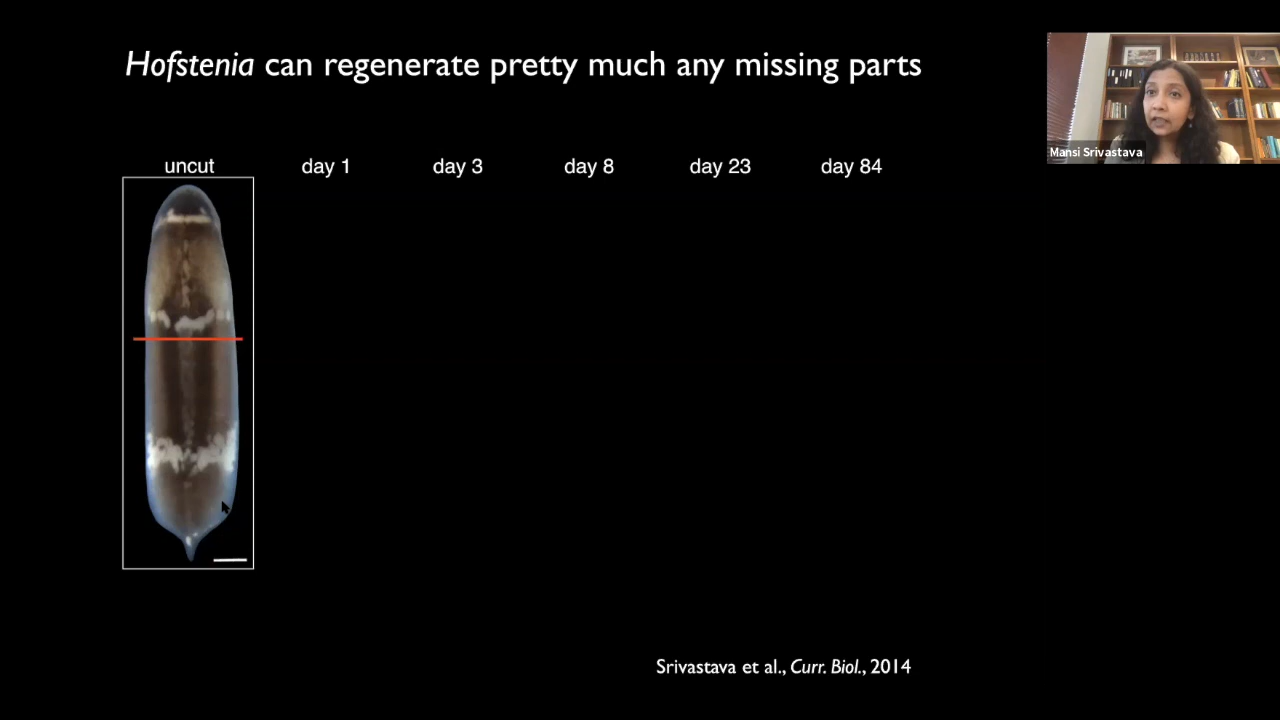 Hofstenia can regenerate pretty much any missing parts
Mansi Srivastava
uncut day 1 day 3 day 8 day 23 day 84
Srivastava et al., Curr. Biol., 2014